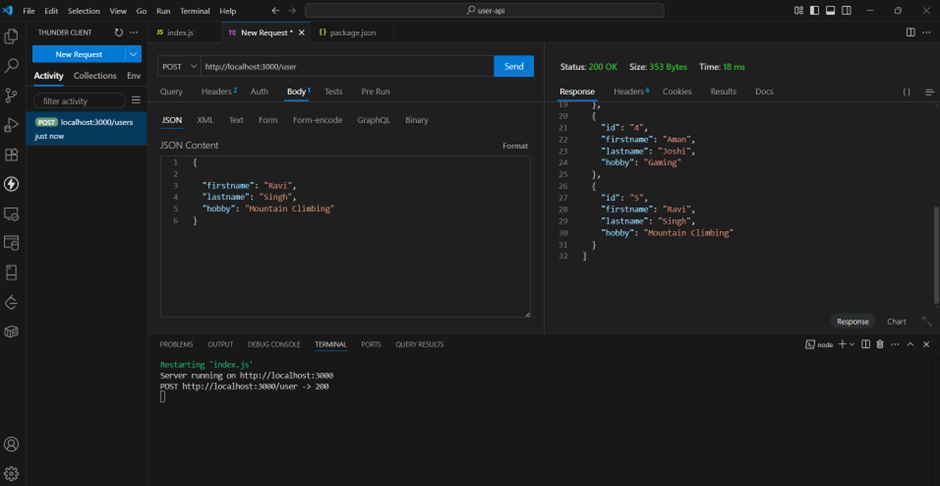 File Edit Selection View Go Run Terminal Help
user-api
THUNDER CLIENT
New Request
Activity Collections Env
filter activity
POST localhost:3000/users
just now
JS index.js
TC New Request *
{} package.json
POST http://localhost:3000/user Send
Query Headers 2 Auth Body 1 Tests Pre Run
JSON XML Text Form Form-encode GraphQL Binary
JSON Content Format
1 {
2
3 "firstname": "Ravi",
4 "lastname": "Singh",
5 "hobby": "Mountain Climbing"
6 }
Status: 200 OK Size: 353 Bytes Time: 18 ms
Response Headers 6 Cookies Results Docs {}
19 },
20 {
21 "id": "4",
22 "firstname": "Aman",
23 "lastname": "Joshi",
24 "hobby": "Gaming"
25 },
26 {
27 "id": "5",
28 "firstname": "Ravi",
29 "lastname": "Singh",
30 "hobby": "Mountain Climbing"
31 }
32 ]
Response Chart
PROBLEMS OUTPUT DEBUG CONSOLE TERMINAL PORTS QUERY RESULTS
node
Restarting 'index.js'
Server running on http://localhost:3000
POST http://localhost:3000/user -> 200